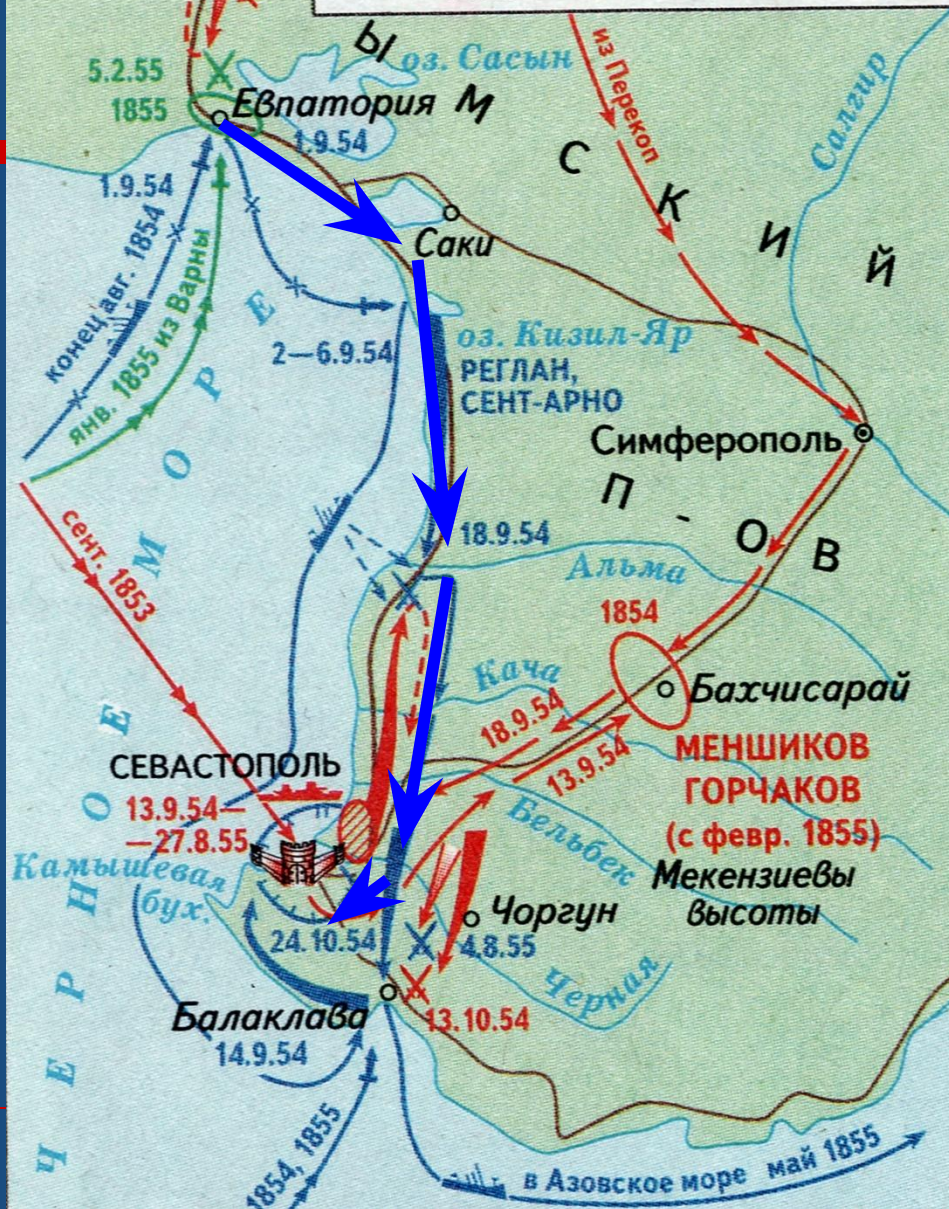 Ы
оз. Сасын
5.2.55
1855
Евпатория
М
1.9.54
из Перекоп
С
Салгир
К
И
Й
1.9.54
конец авг. 1854
янв. 1855 из Варны
Саки
2—6.9.54
оз. Кизил-Яр
РЕГЛАН,
СЕНТ-АРНО
Симферополь
П - О В
18.9.54
Альма
сент. 1853
1854
Кача
Бахчисарай
18.9.54
13.9.54
МЕНШИКОВ
ГОРЧАКОВ
(с февр. 1855)
СЕВАСТОПОЛЬ
13.9.54—
—27.8.55
Бельбек
Камышевая
бух.
Мекензиевы
высоты
Чоргун
24.10.54
4.8.55
Черная
Балаклава
13.10.54
14.9.54
1854, 1855
в Азовское море май 1855
ЧЕРНОЕ МОРЕ